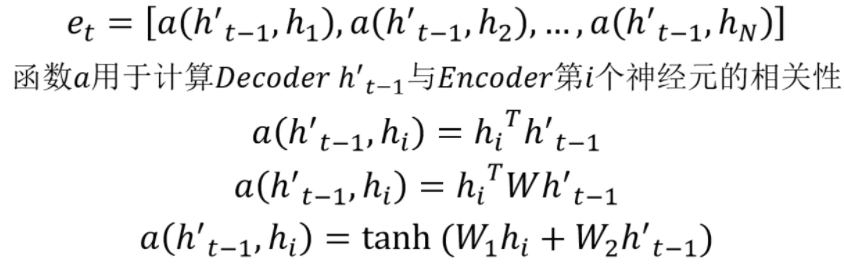 e_t = [a(h'_{t-1}, h_1), a(h'_{t-1}, h_2), ..., a(h'_{t-1}, h_N)]
函数a用于计算Decoder h'_{t-1}与Encoder第i个神经元的相关性
a(h'_{t-1}, h_i) = h_i^T h'_{t-1}
a(h'_{t-1}, h_i) = h_i^T W h'_{t-1}
a(h'_{t-1}, h_i) = tanh (W_1 h_i + W_2 h'_{t-1})